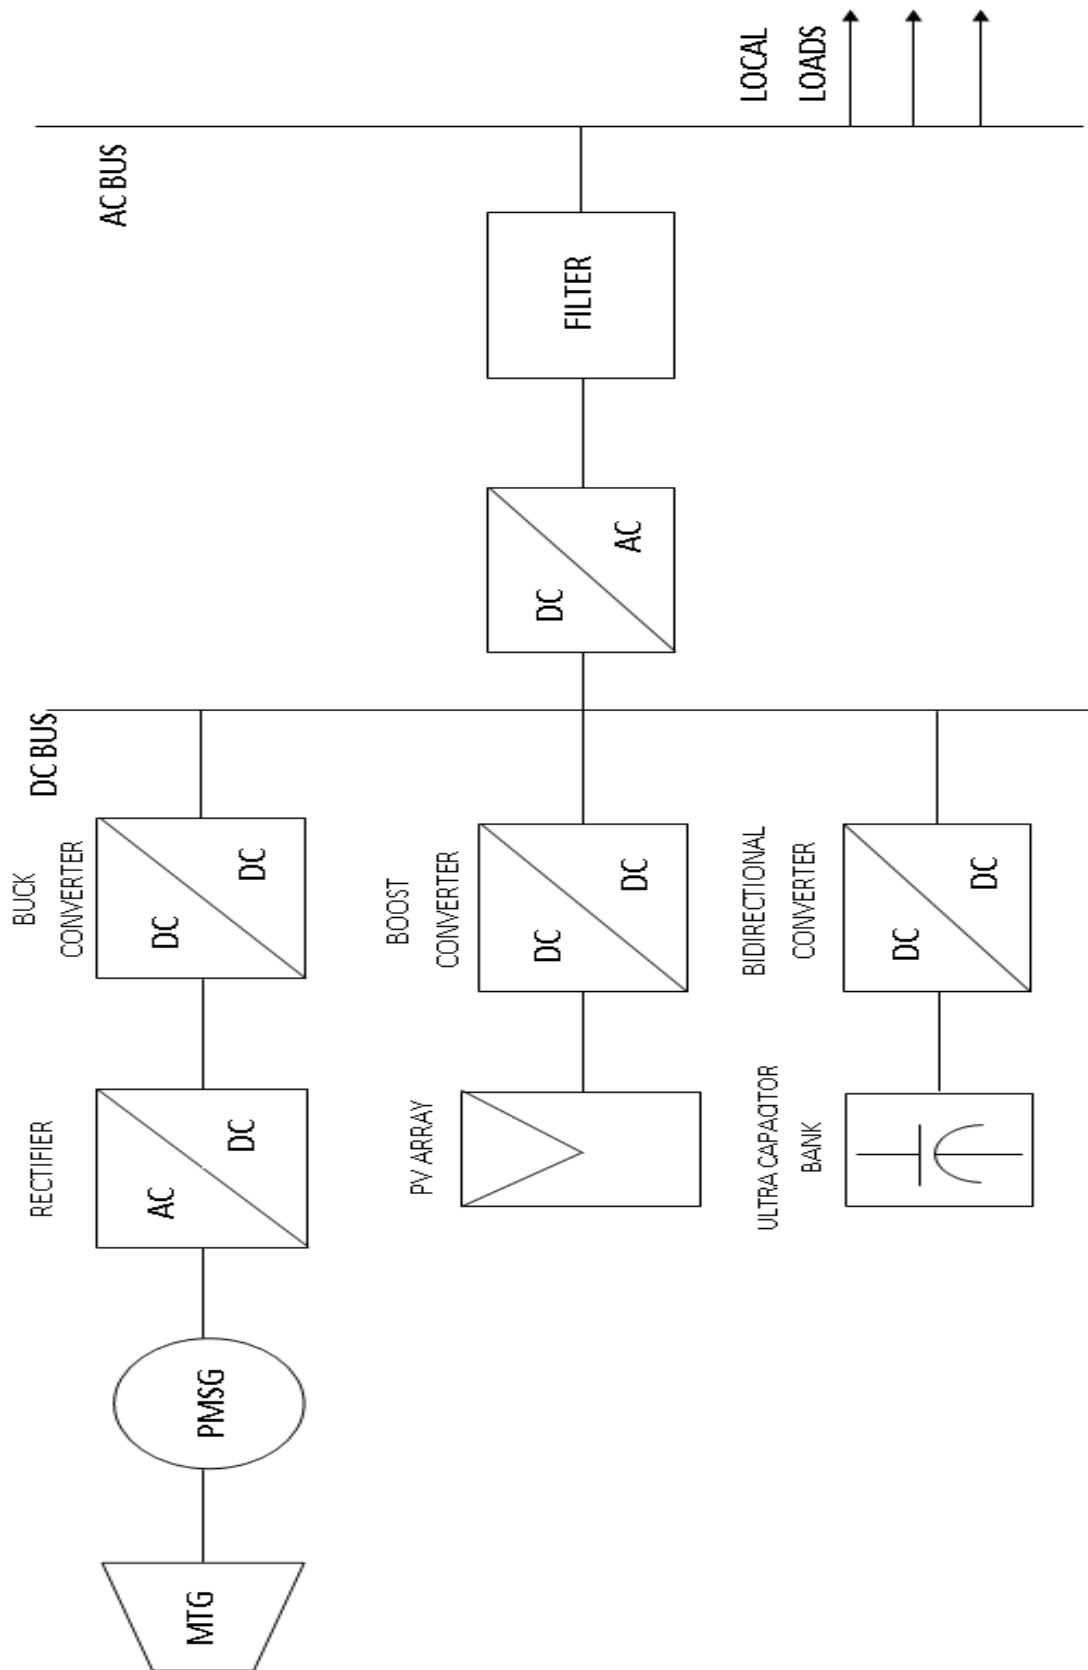 MTG
PMSG
RECTIFIER
AC
DC
BUCK
CONVERTER
DC
DC
DC BUS
PV ARRAY
BOOST
CONVERTER
DC
DC
ULTRA CAPACITOR
BANK
BIDIRECTIONAL
CONVERTER
DC
DC
DC
AC
FILTER
AC BUS
LOCAL
LOADS